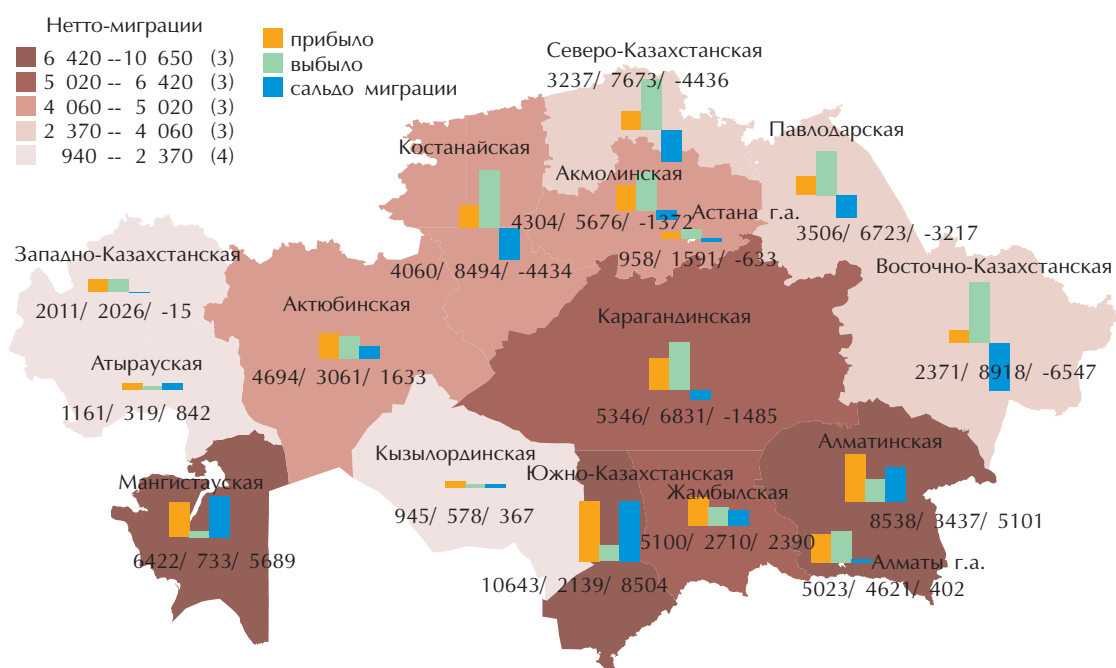 Нетто-миграции
6 420 -- 10 650 (3)
5 020 -- 6 420 (3)
4 060 -- 5 020 (3)
2 370 -- 4 060 (3)
940 -- 2 370 (4)
прибыло
выбыло
сальдо миграции
Северо-Казахстанская
3237/ 7673/ -4436
Павлодарская
3506/ 6723/ -3217
Костанайская
4060/ 8494/ -4434
Акмолинская
4304/ 5676/ -1372
Астана г.а.
958/ 1591/ -633
Западно-Казахстанская
2011/ 2026/ -15
Восточно-Казахстанская
2371/ 8918/ -6547
Актюбинская
4694/ 3061/ 1633
Карагандинская
5346/ 6831/ -1485
Атырауская
1161/ 319/ 842
Мангистауская
6422/ 733/ 5689
Кызылординская
945/ 578/ 367
Южно-Казахстанская
10643/ 2139/ 8504
Жамбылская
5100/ 2710/ 2390
Алматинская
8538/ 3437/ 5101
Алматы г.а.
5023/ 4621/ 402